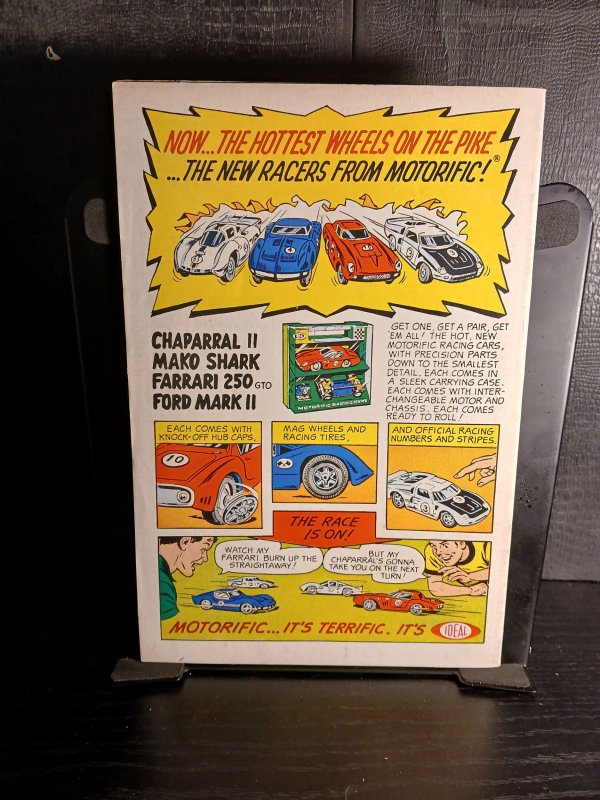 NOW... THE HOTTEST WHEELS ON THE PIKE
... THE NEW RACERS FROM MOTORIFIC!®
CHAPARRAL II
MAKO SHARK
FARRARI 250 GTO
FORD MARK II
MOTORIFIC RACING CARS
GET ONE, GET A PAIR, GET
'EM ALL! THE HOT, NEW
MOTORIFIC RACING CARS,
WITH PRECISION PARTS
DOWN TO THE SMALLEST
DETAIL. EACH COMES IN
A SLEEK CARRYING CASE.
EACH COMES WITH INTER-
CHANGEABLE MOTOR AND
CHASSIS. EACH COMES
READY TO ROLL!
EACH COMES WITH
KNOCK-OFF HUB CAPS,
10
MAG WHEELS AND
RACING TIRES,
AND OFFICIAL RACING
NUMBERS AND STRIPES.
3
THE RACE
IS ON!
WATCH MY
FARRARI BURN UP THE
STRAIGHTAWAY!
BUT MY
CHAPARRAL'S GONNA
TAKE YOU ON THE NEXT
TURN!
MOTORIFIC... IT'S TERRIFIC. IT'S IDEAL